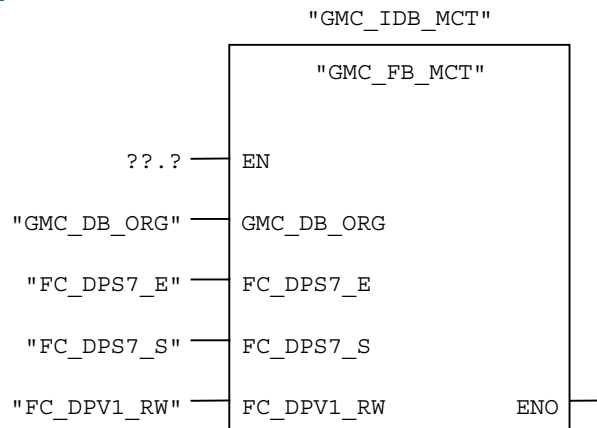 "GMC_IDB_MCT"
"GMC_FB_MCT"
??.? EN
"GMC_DB_ORG" GMC_DB_ORG
"FC_DPS7_E" FC_DPS7_E
"FC_DPS7_S" FC_DPS7_S
"FC_DPV1_RW" FC_DPV1_RW ENO